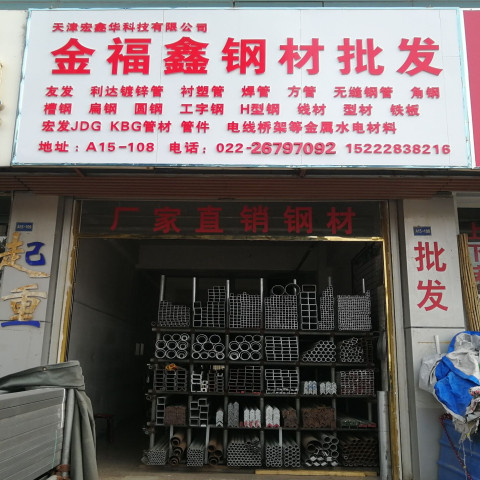 天津宏鑫华科技有限公司
金福鑫钢材批发
友发 利达镀锌管 衬塑管 焊管 方管 无缝钢管 角钢
槽钢 扁钢 圆钢 工字钢 H型钢 线材 型材 铁板
宏发JDG KBG管材 管件 电线桥架等金属水电材料
地址:A15-108 电话:022-26797092 15222838216
厂家直销钢材
起重
批发